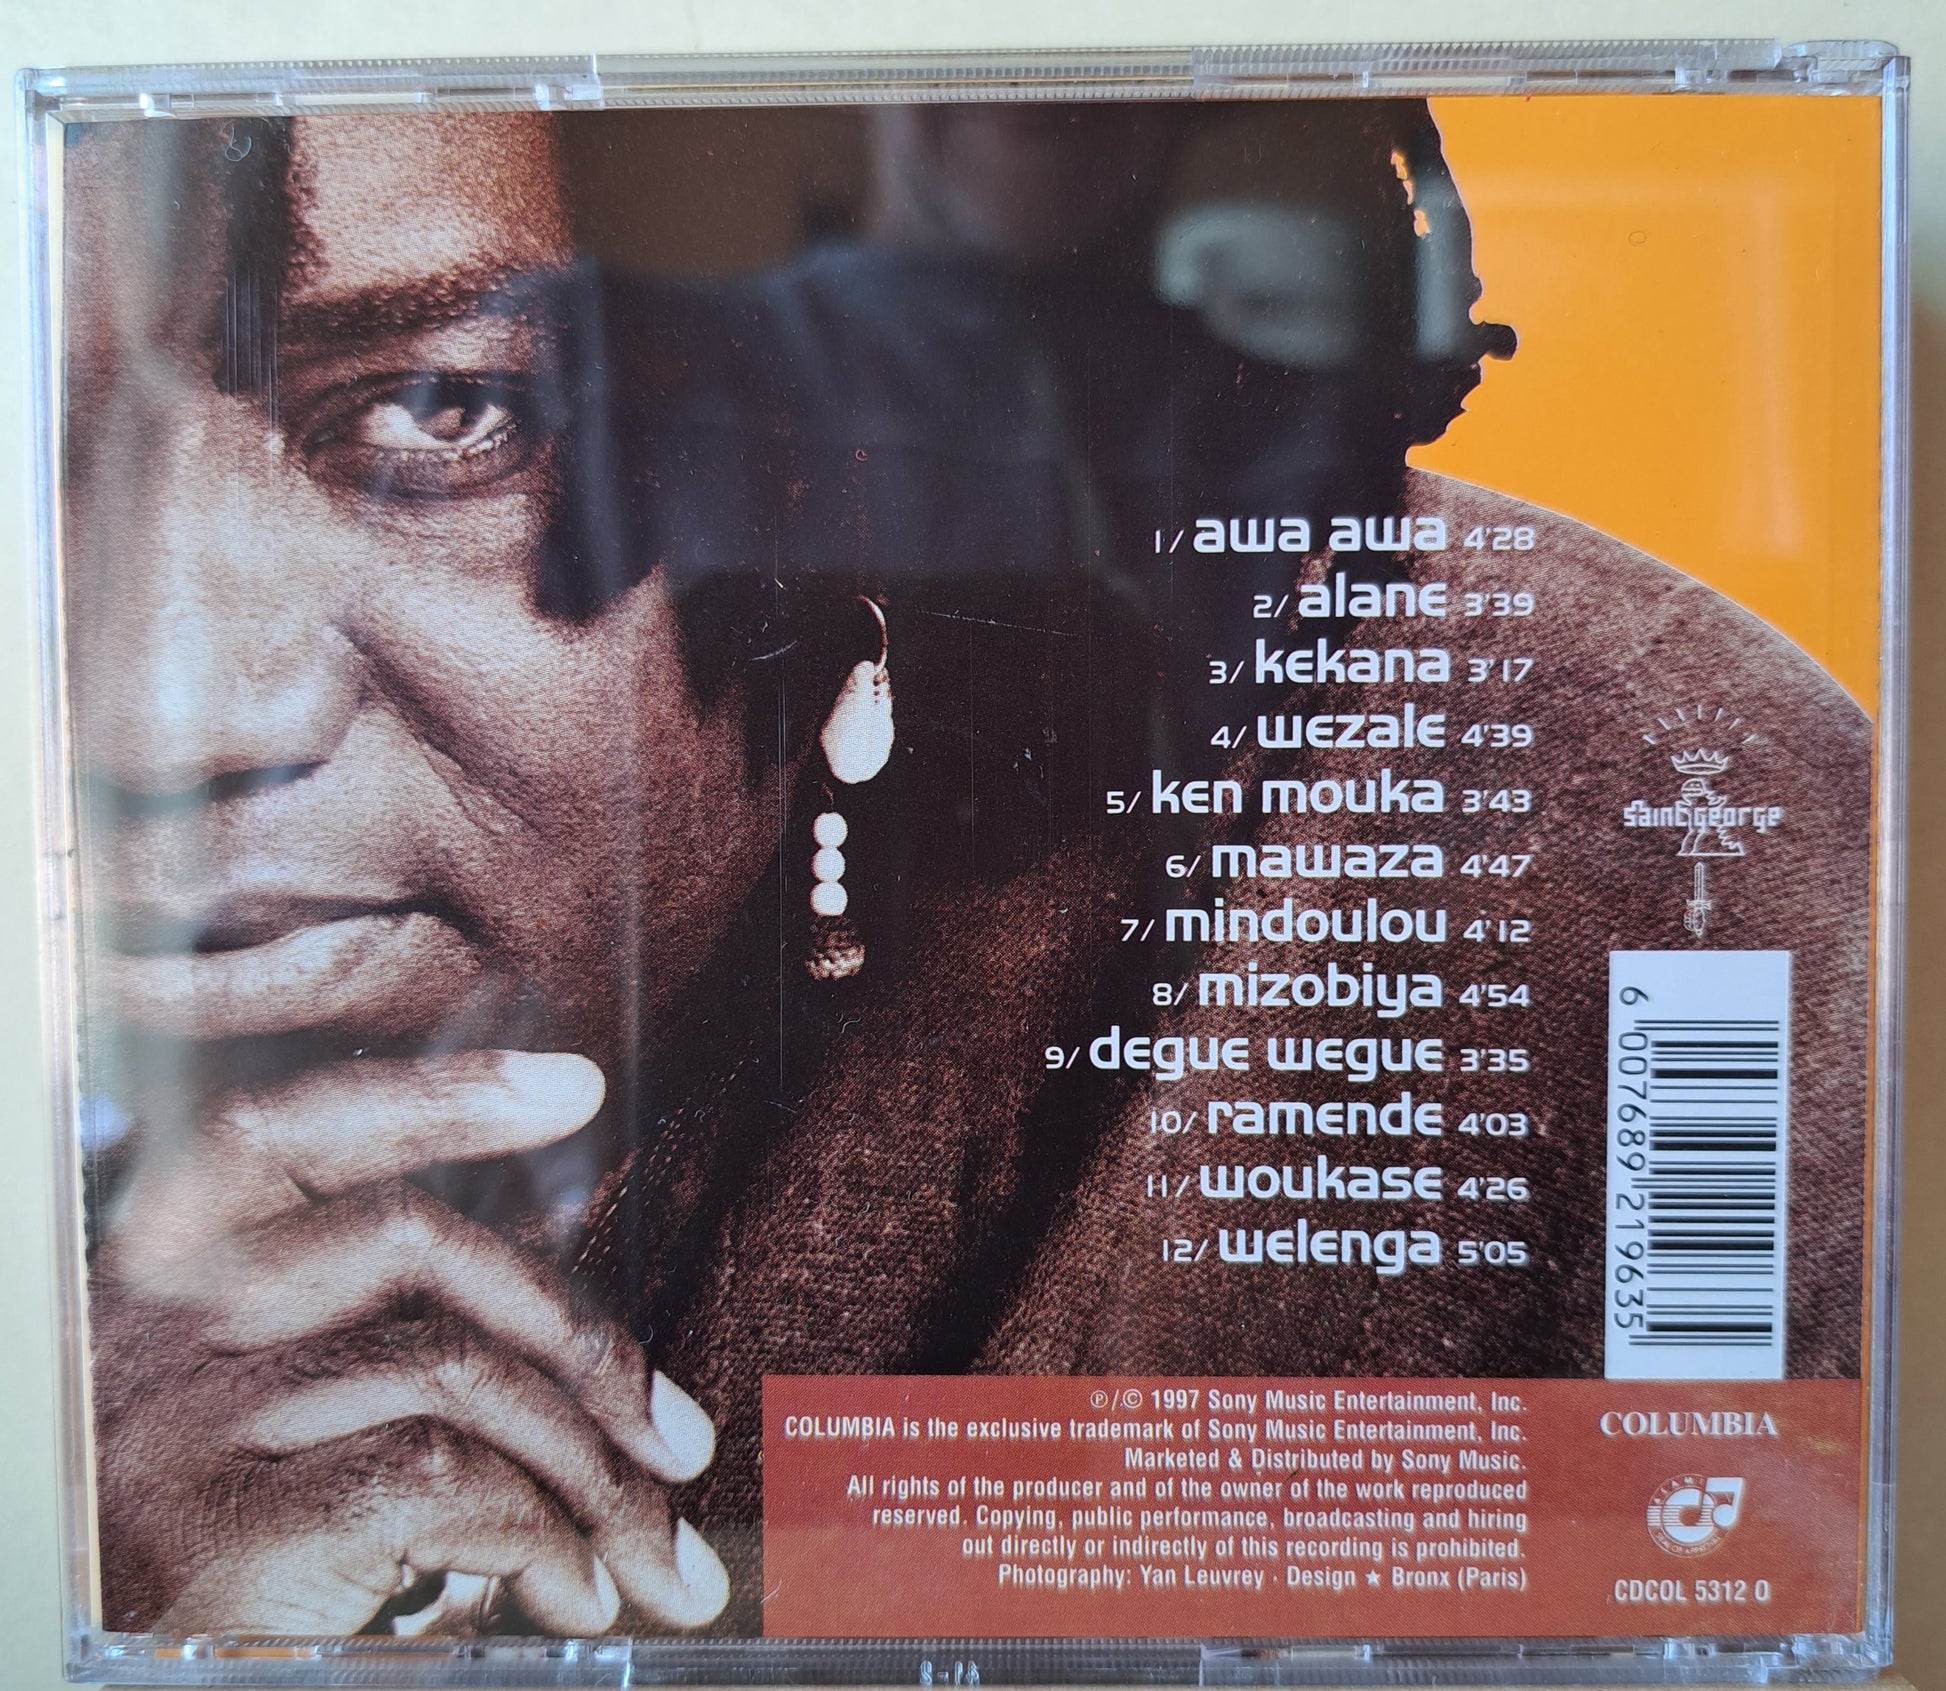 1/ awa awa 4'28
2/ alane 3'39
3/ kekana 3'17
4/ wezale 4'39
5/ ken mouka 3'43
6/ mawaza 4'47
7/ mindoulou 4'12
8/ mizobiya 4'54
9/ degue wegue 3'35
10/ ramende 4'03
11/ woukase 4'26
12/ welenga 5'05
Saint George
6 007689 219635
℗/© 1997 Sony Music Entertainment, Inc.
COLUMBIA is the exclusive trademark of Sony Music Entertainment, Inc.
Marketed & Distributed by Sony Music.
All rights of the producer and of the owner of the work reproduced
reserved. Copying, public performance, broadcasting and hiring
out directly or indirectly of this recording is prohibited.
Photography: Yan Leuvrey · Design ★ Bronx (Paris)
COLUMBIA
CDCOL 5312 O